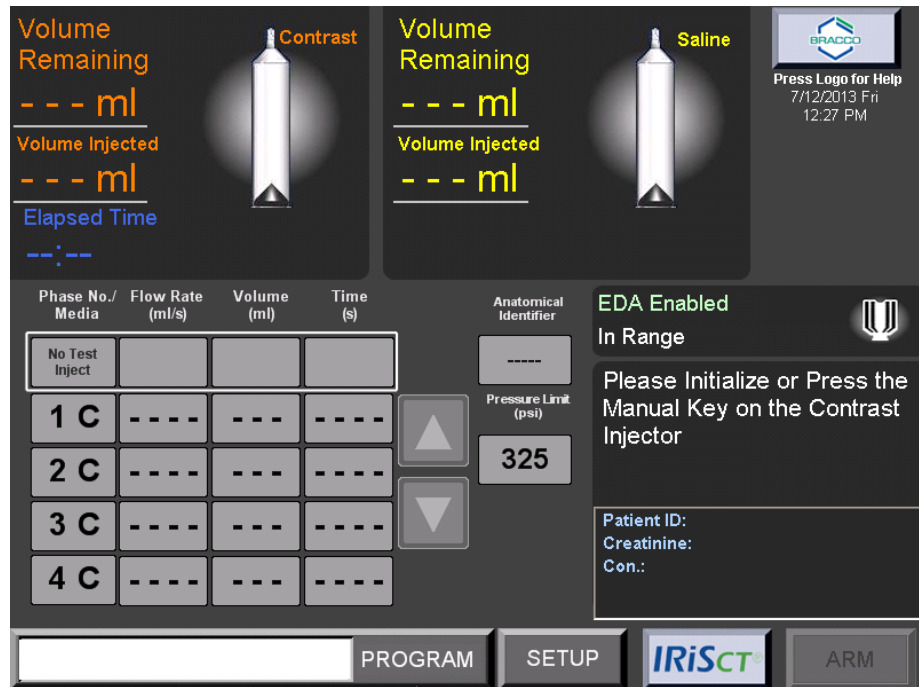 Volume
Remaining
- - - ml
Volume Injected
- - - ml
Elapsed Time
--:--
Contrast
Volume
Remaining
- - - ml
Volume Injected
- - - ml
Saline
BRACCO
Press Logo for Help
7/12/2013 Fri
12:27 PM
Phase No./ Flow Rate Volume Time
Media (ml/s) (ml) (s)
No Test
Inject
1 C - - - - - - - - - - -
2 C - - - - - - - - - - -
3 C - - - - - - - - - - -
4 C - - - - - - - - - - -
Anatomical
Identifier
-----
Pressure Limit
(psi)
325
EDA Enabled
In Range
Please Initialize or Press the
Manual Key on the Contrast
Injector
Patient ID:
Creatinine:
Con.:
PROGRAM SETUP IRiSCT® ARM